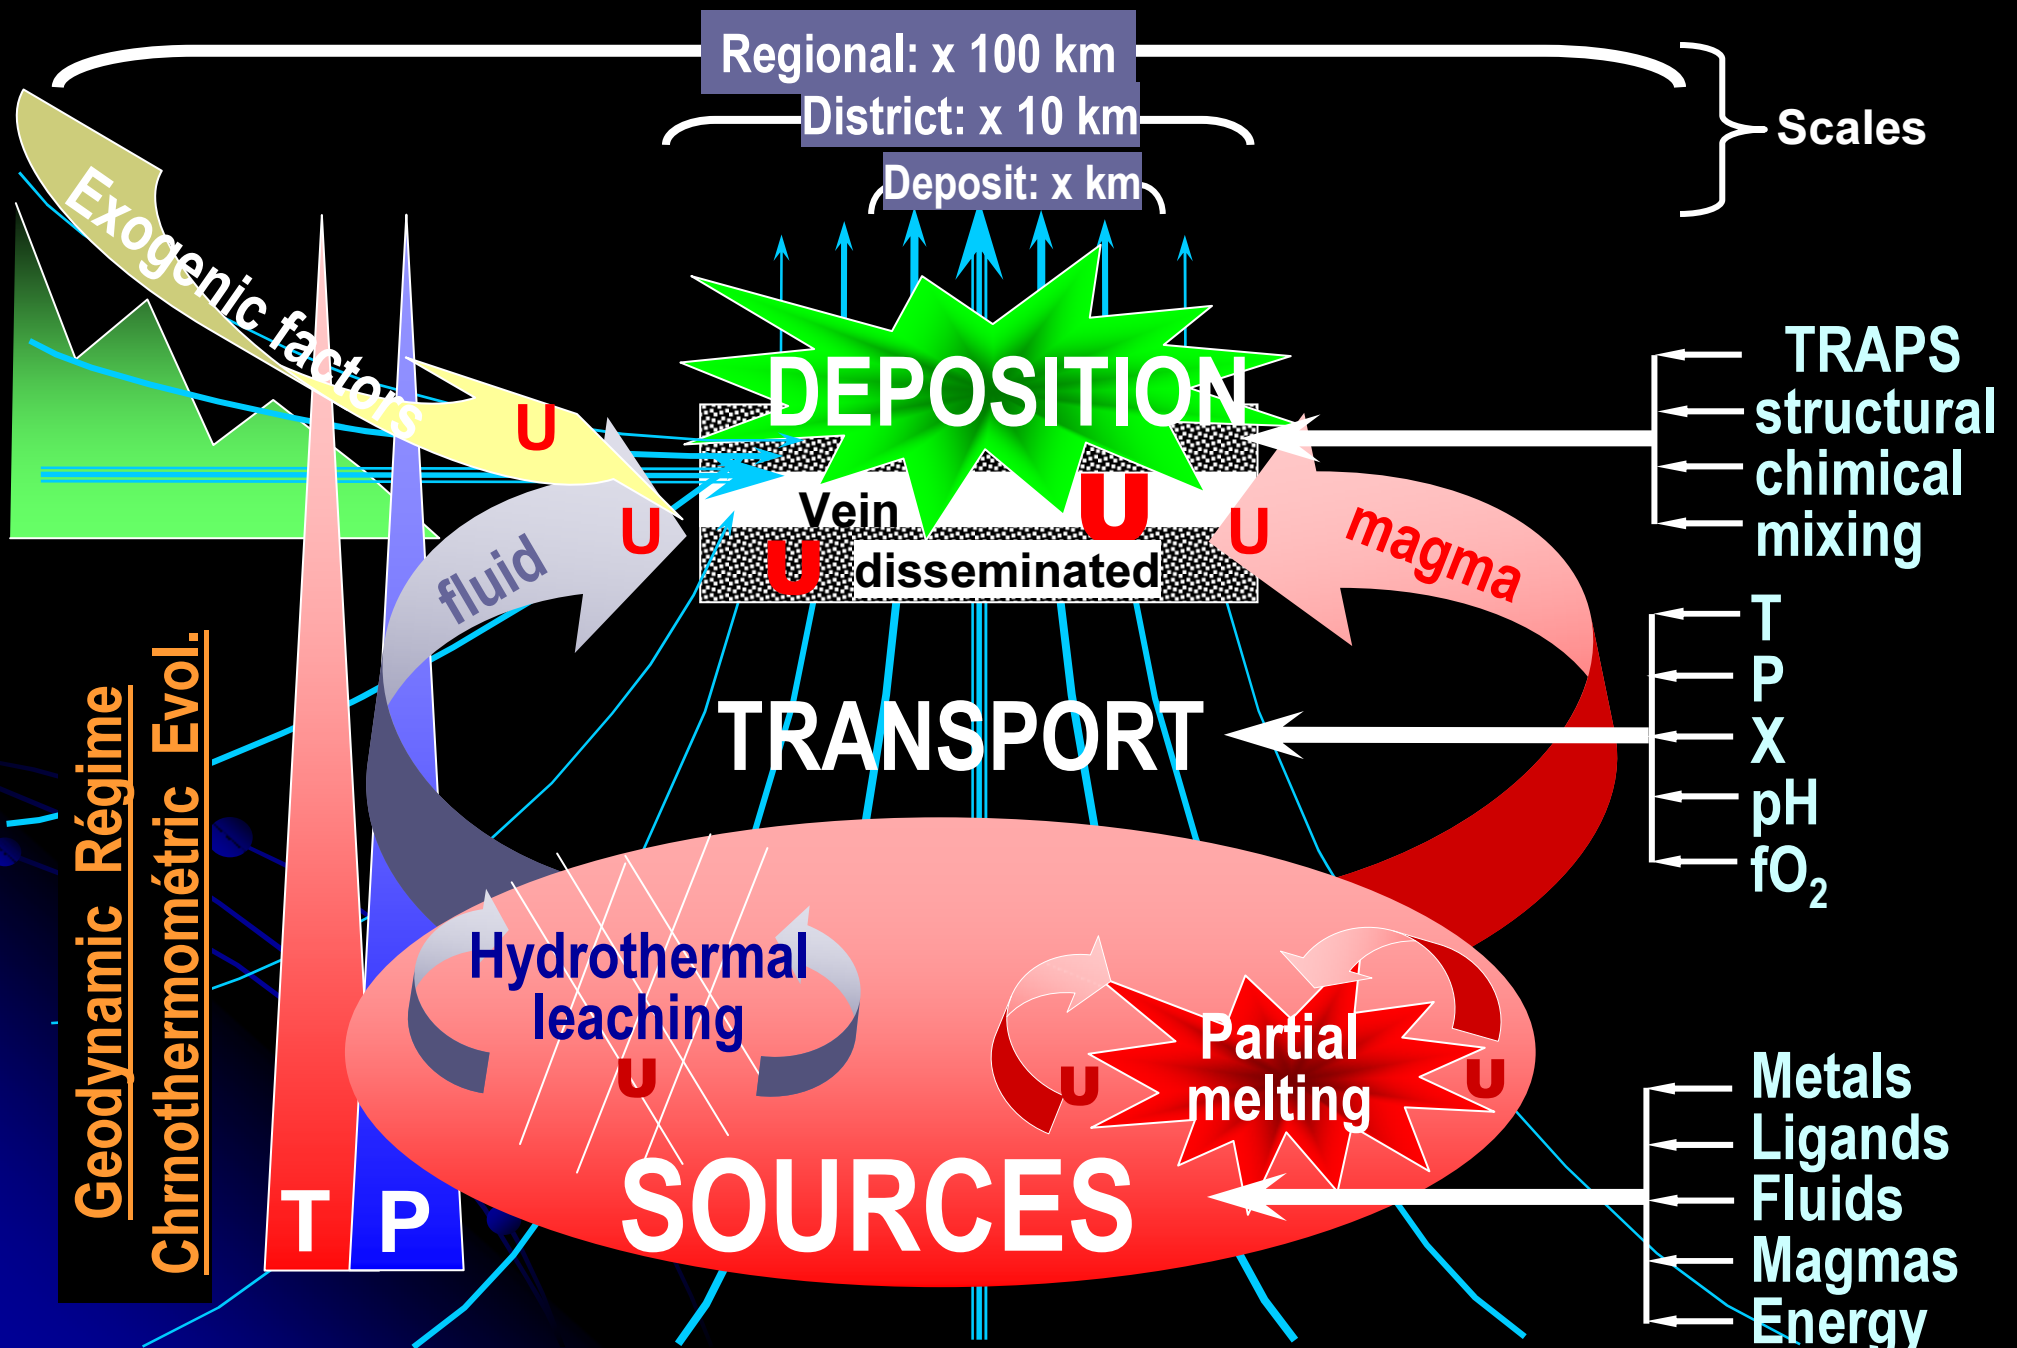 Regional: x 100 km
District: x 10 km
Deposit: x km
Scales
Exogenic factors
U
DEPOSITION
TRAPS
structural
chimical
mixing
fluid
U
Vein
U
U
disseminated
U
magma
TRANSPORT
T
P
X
pH
fO₂
Geodynamic Régime
Chrnothermométric Evol.
T
P
Hydrothermal
leaching
U
Partial
melting
U
U
SOURCES
Metals
Ligands
Fluids
Magmas
Energy